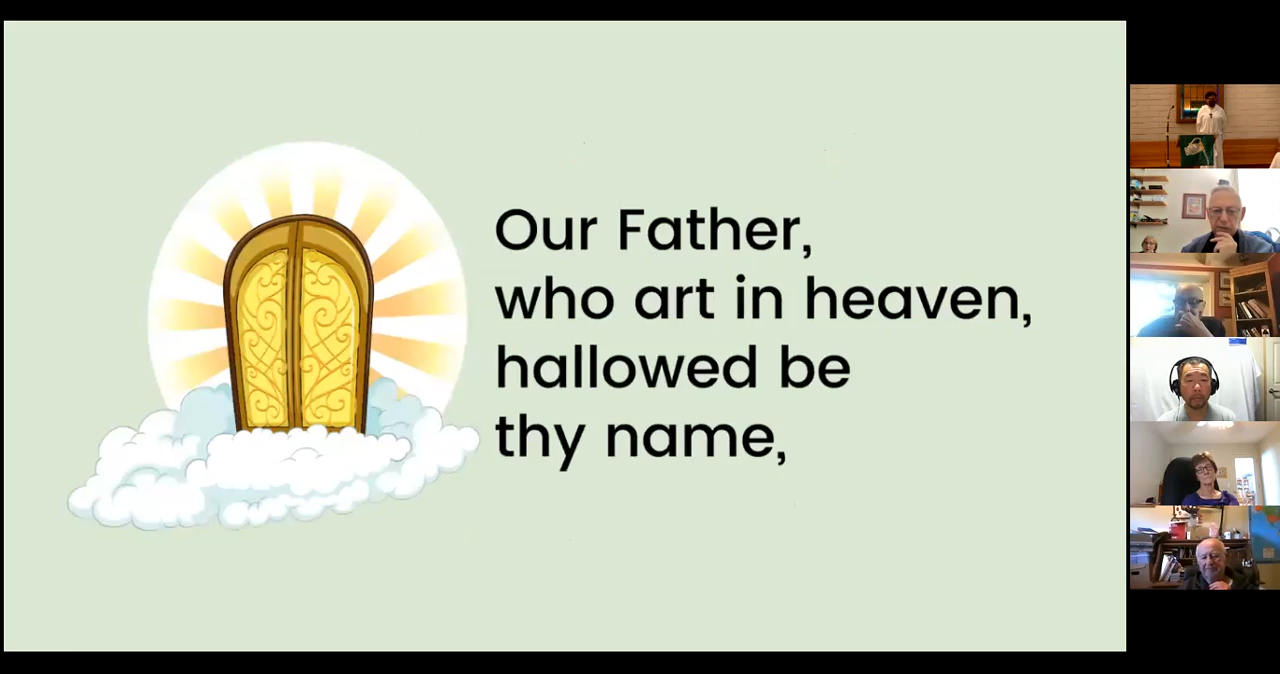 Our Father,
who art in heaven,
hallowed be
thy name,